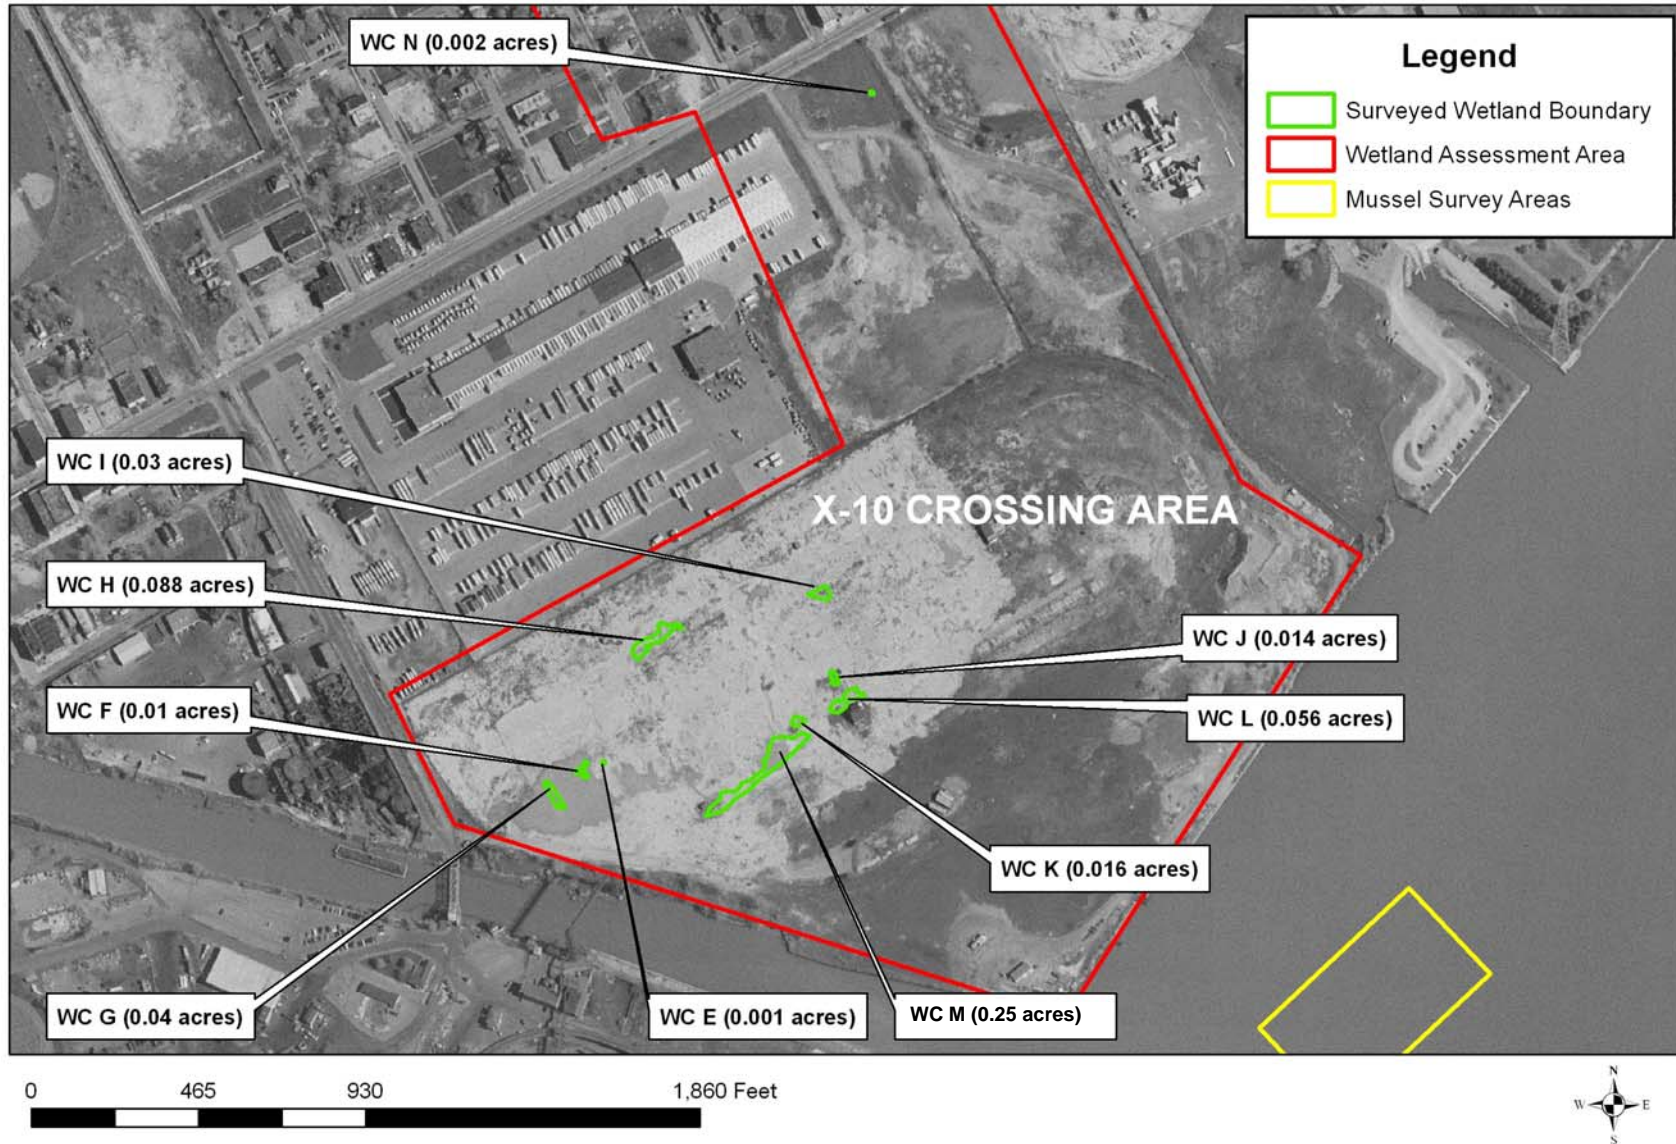 WC N (0.002 acres)
Legend
Surveyed Wetland Boundary
Wetland Assessment Area
Mussel Survey Areas
WC I (0.03 acres)
X-10 CROSSING AREA
WC H (0.088 acres)
WC J (0.014 acres)
WC F (0.01 acres)
WC L (0.056 acres)
WC K (0.016 acres)
WC G (0.04 acres)
WC E (0.001 acres)
WC M (0.25 acres)
0 465 930 1,860 Feet
N
W E
S